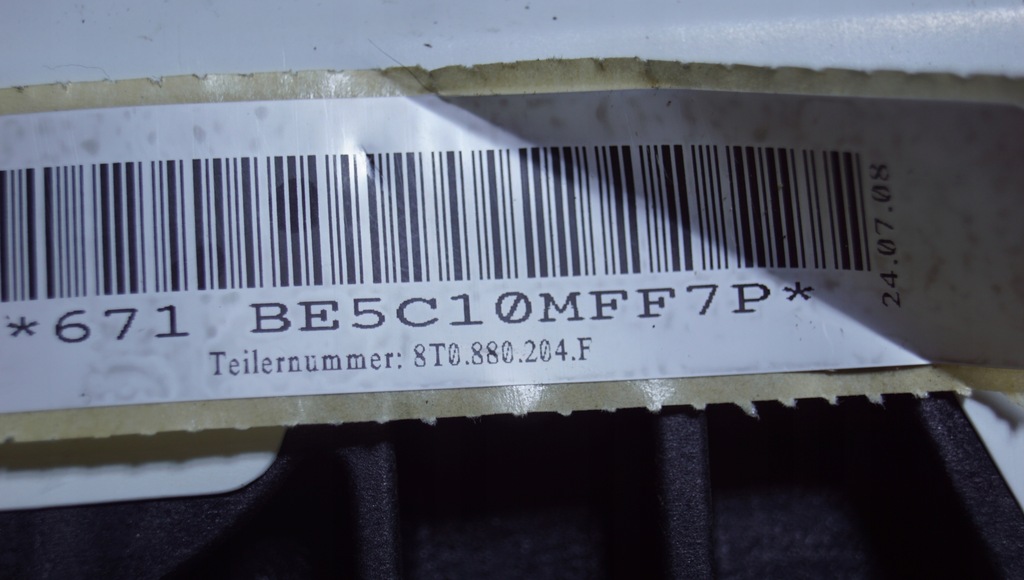 *671 BE5C10MFF7P*
Teilernummer: 8T0.880.204.F
24.07.08